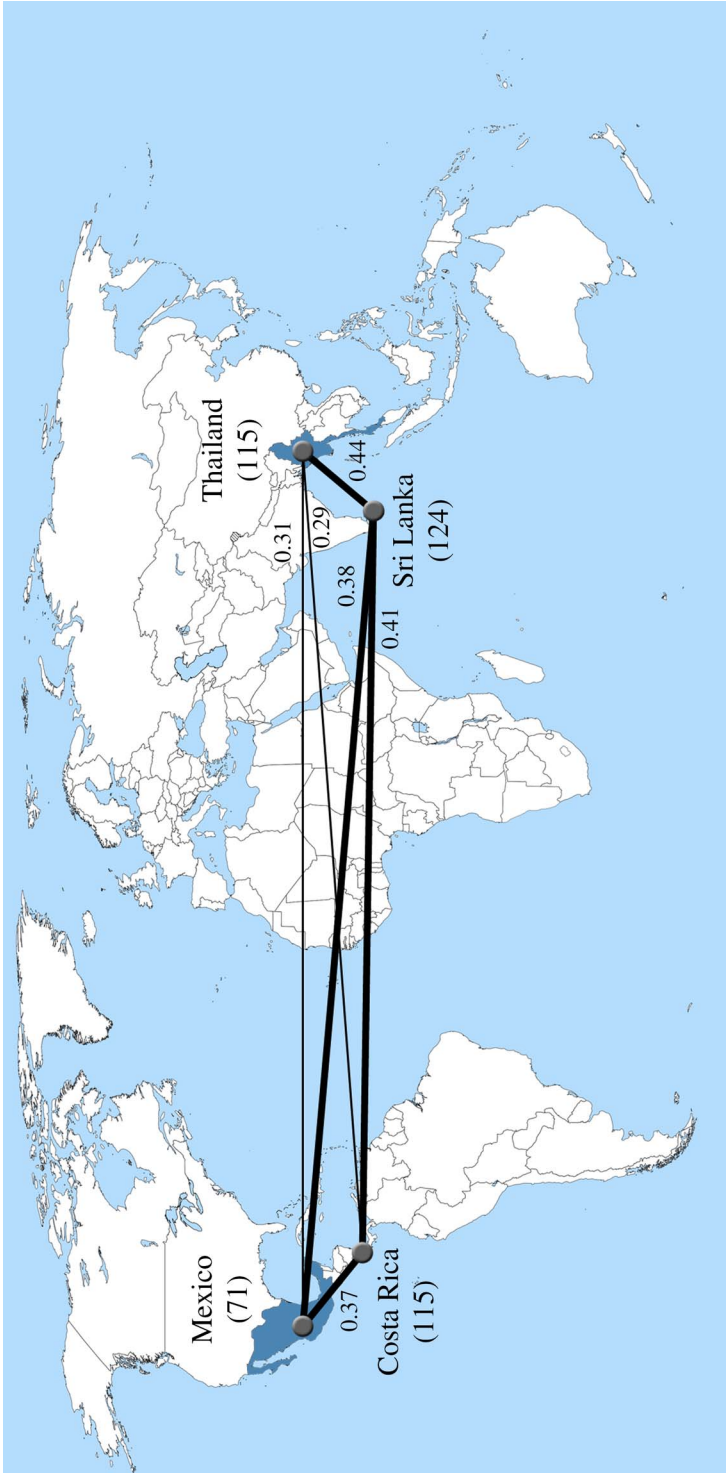 Mexico
(71)
Thailand
(115)
0.31
0.29
0.44
0.38
0.41
0.37
Sri Lanka
(124)
Costa Rica
(115)